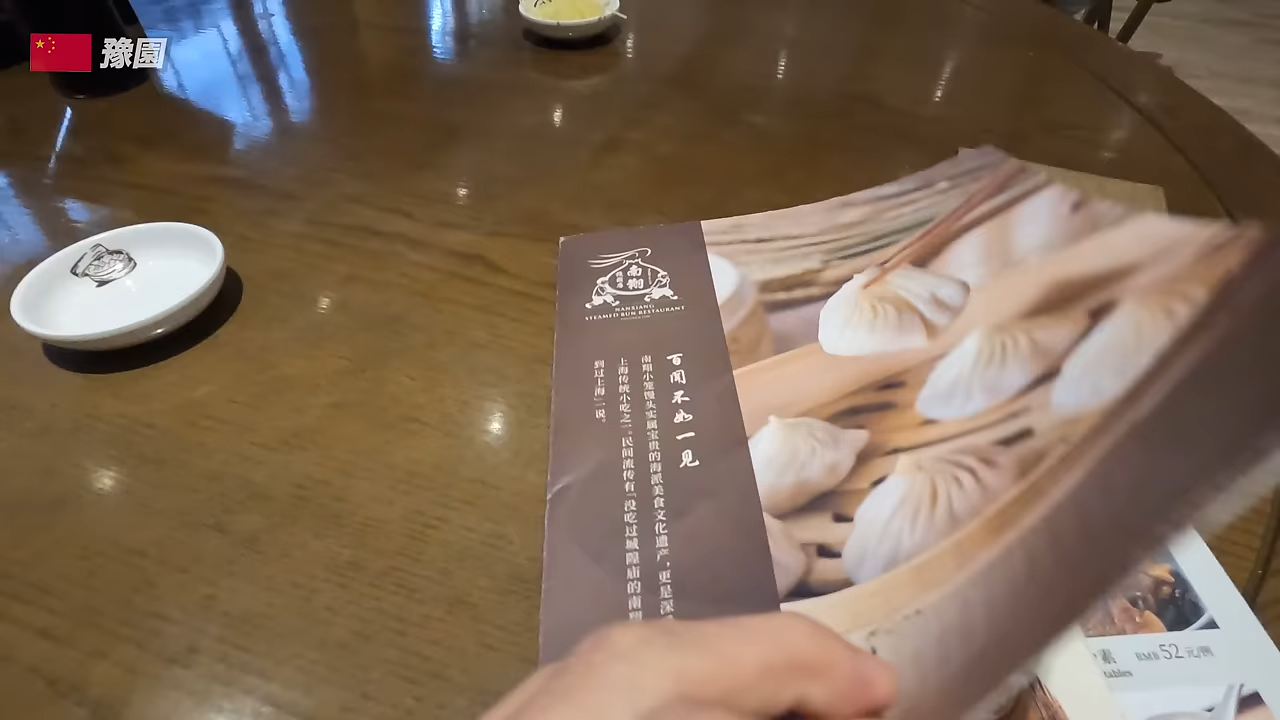 豫園
南翔
NANXIANG
STEAMED BUN RESTAURANT
百闻不如一见
南翔小笼馒头实属宝贵的海派美食文化遗产,更是深
上海传统小吃之一。民间流传有“没吃过城隍庙的南翔
到过上海”一说。
素 RMB 52 元/例